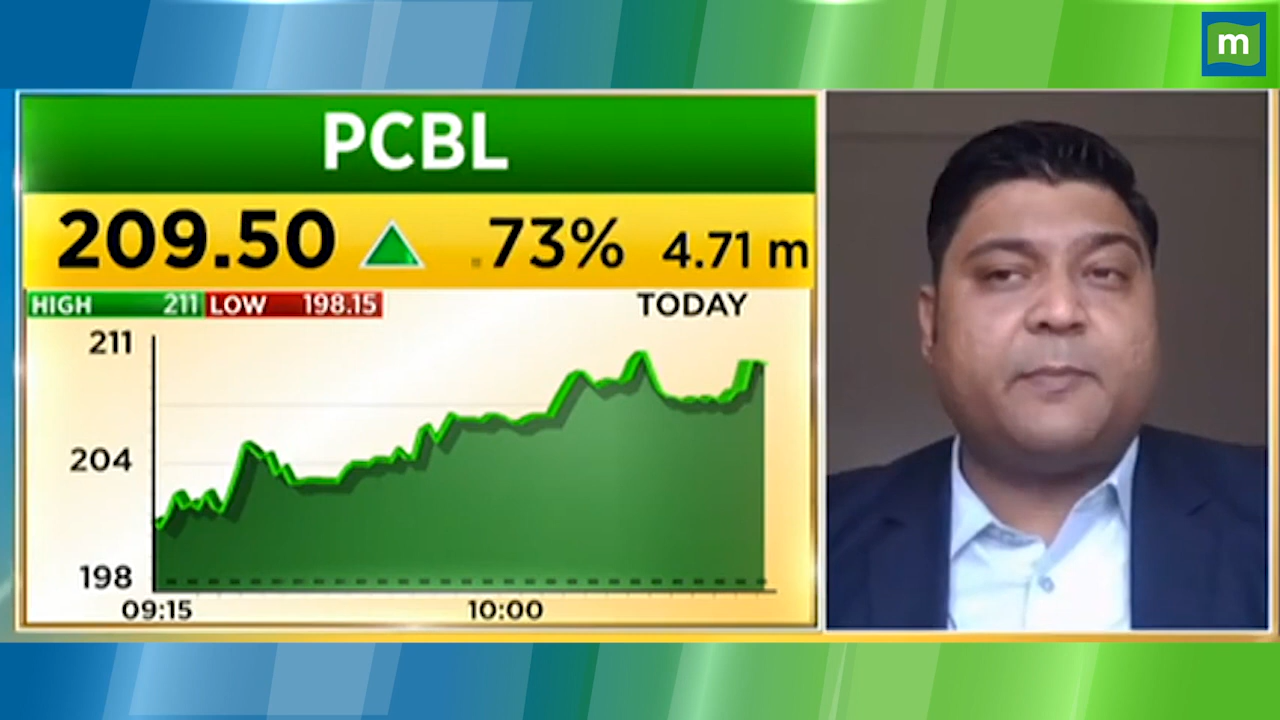 m
PCBL
209.50 .73% 4.71 m
HIGH 211 LOW 198.15 TODAY
211
204
198
09:15 10:00